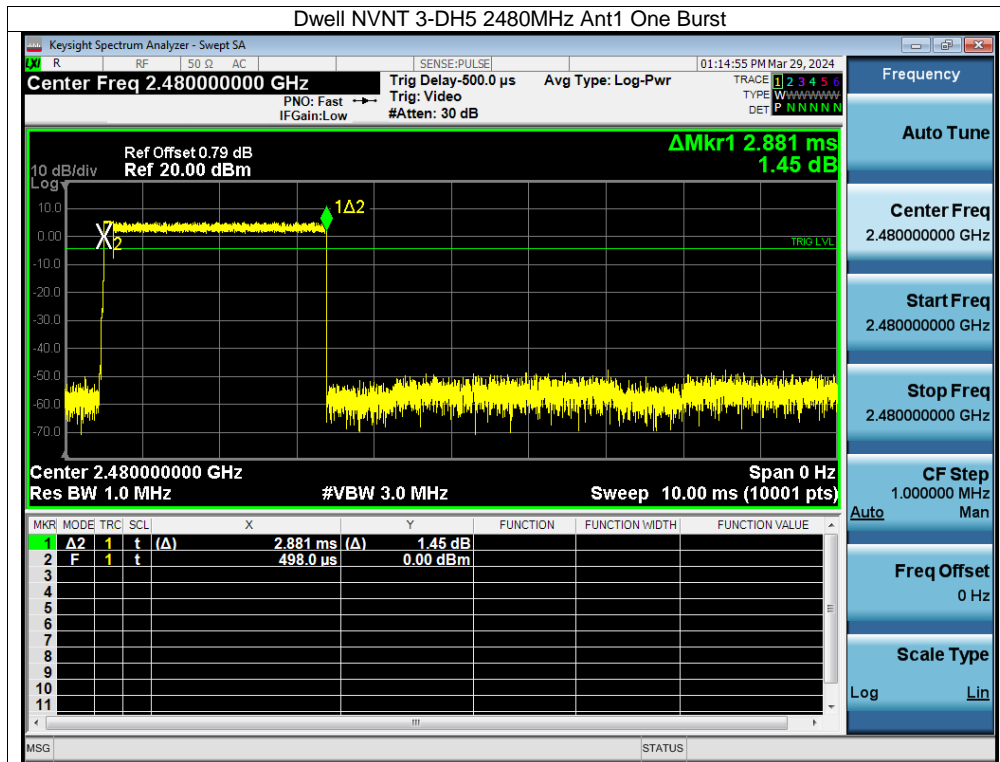 Dwell NVNT 3-DH5 2480MHz Ant1 One Burst
Keysight Spectrum Analyzer - Swept SA
LXI R RF 50 Ω AC SENSE:PULSE 01:14:55 PM Mar 29, 2024
Center Freq 2.480000000 GHz Trig Delay-500.0 µs Avg Type: Log-Pwr TRACE 1 2 3 4 5 6
PNO: Fast Trig: Video TYPE WWWWWW
IFGain:Low #Atten: 30 dB DET P NNNNN
ΔMkr1 2.881 ms
1.45 dB
Ref Offset 0.79 dB
10 dB/div Ref 20.00 dBm
Log
10.0
0.00
-10.0
-20.0
-30.0
-40.0
-50.0
-60.0
-70.0
1Δ2
2
TRIG LVL
Center 2.480000000 GHz Span 0 Hz
Res BW 1.0 MHz #VBW 3.0 MHz Sweep 10.00 ms (10001 pts)
MKR MODE TRC SCL X Y FUNCTION FUNCTION WIDTH FUNCTION VALUE
1 Δ2 1 t (Δ) 2.881 ms (Δ) 1.45 dB
2 F 1 t 498.0 µs 0.00 dBm
3
4
5
6
7
8
9
10
11
MSG STATUS
Frequency
Auto Tune
Center Freq
2.480000000 GHz
Start Freq
2.480000000 GHz
Stop Freq
2.480000000 GHz
CF Step
1.000000 MHz
Auto Man
Freq Offset
0 Hz
Scale Type
Log Lin